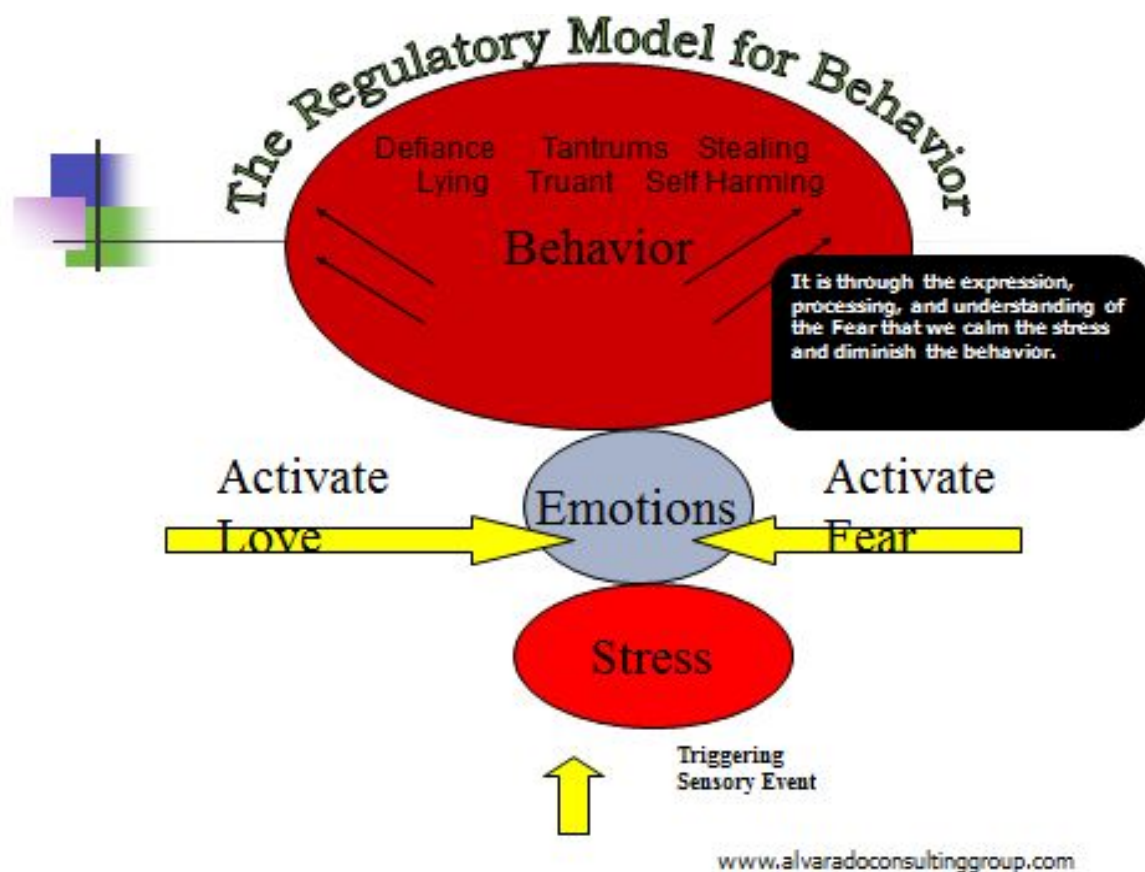 The Regulatory Model for Behavior
Defiance Tantrums Stealing
Lying Truant Self Harming
Behavior
It is through the expression,
processing, and understanding of
the Fear that we calm the stress
and diminish the behavior.
Activate
Love
Emotions
Activate
Fear
Stress
Triggering
Sensory Event
www.alvaradoconsultinggroup.com